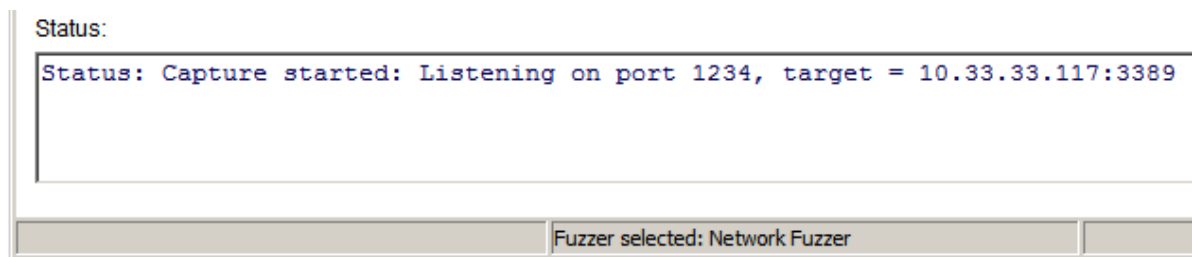 Status:
Status: Capture started: Listening on port 1234, target = 10.33.33.117:3389
Fuzzer selected: Network Fuzzer